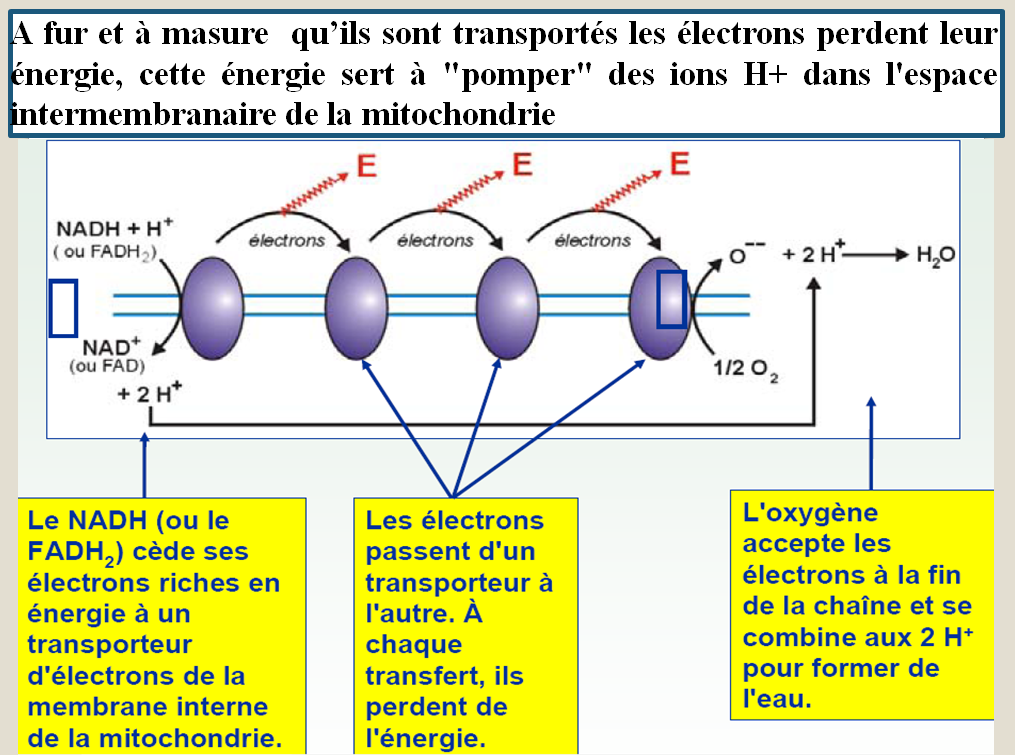 A fur et à masure qu’ils sont transportés les électrons perdent leur
énergie, cette énergie sert à "pomper" des ions H+ dans l'espace
intermembranaire de la mitochondrie
E
E
E
NADH + H⁺
( ou FADH₂)
électrons
électrons
électrons
O⁻⁻ + 2 H⁺
H₂O
NAD⁺
(ou FAD)
+ 2 H⁺
1/2 O₂
Le NADH (ou le
FADH₂) cède ses
électrons riches en
énergie à un
transporteur
d'électrons de la
membrane interne
de la mitochondrie.
Les électrons
passent d'un
transporteur à
l'autre. À
chaque
transfert, ils
perdent de
l'énergie.
L'oxygène
accepte les
électrons à la fin
de la chaîne et se
combine aux 2 H⁺
pour former de
l'eau.